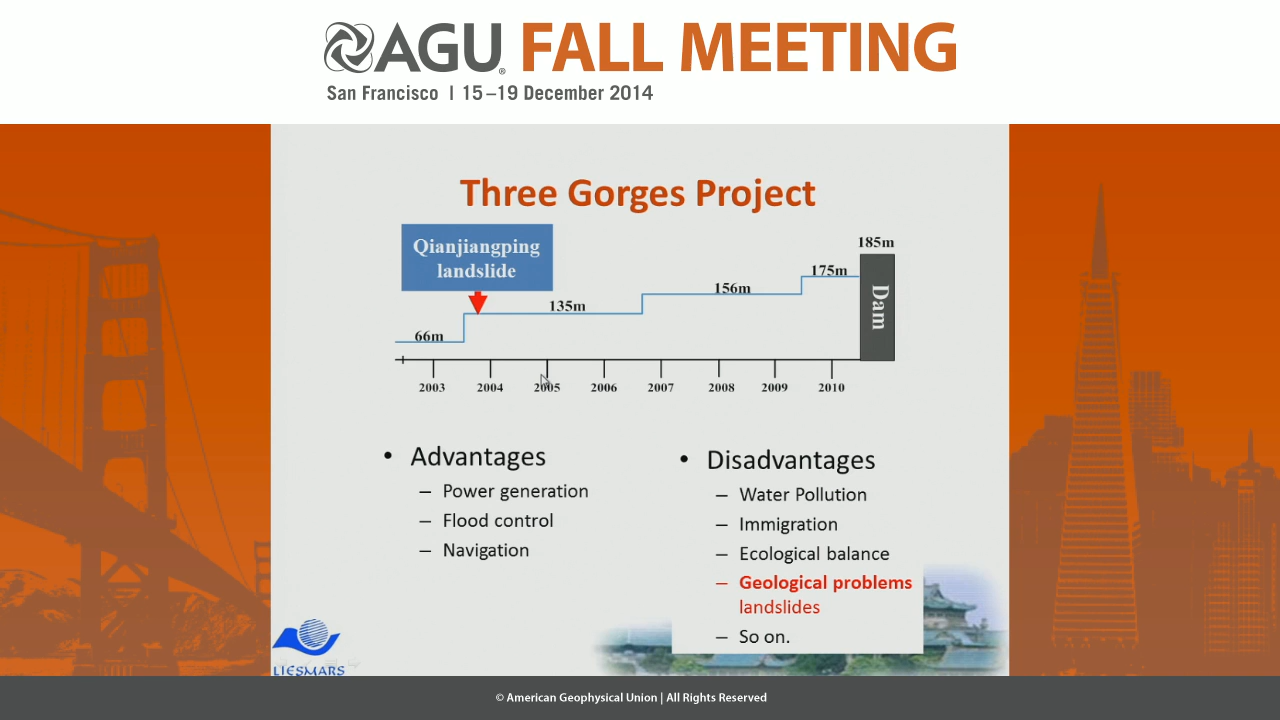 AGU® FALL MEETING
San Francisco | 15–19 December 2014
Three Gorges Project
Qianjiangping
landslide
66m
135m
156m
175m
185m
Dam
2003 2004 2005 2006 2007 2008 2009 2010
• Advantages
– Power generation
– Flood control
– Navigation
• Disadvantages
– Water Pollution
– Immigration
– Ecological balance
– Geological problems
landslides
– So on.
LIESMARS
© American Geophysical Union | All Rights Reserved